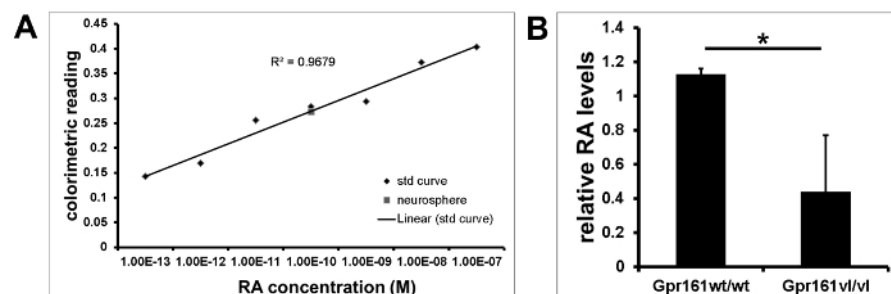 A
colorimetric reading
0.45
0.4
0.35
0.3
0.25
0.2
0.15
0.1
0.05
0
R² = 0.9679
std curve
neurosphere
Linear (std curve)
1.00E-13 1.00E-12 1.00E-11 1.00E-10 1.00E-09 1.00E-08 1.00E-07
RA concentration (M)
B
relative RA levels
1.4
1.2
1
0.8
0.6
0.4
0.2
0
*
Gpr161wt/wt Gpr161vl/vl